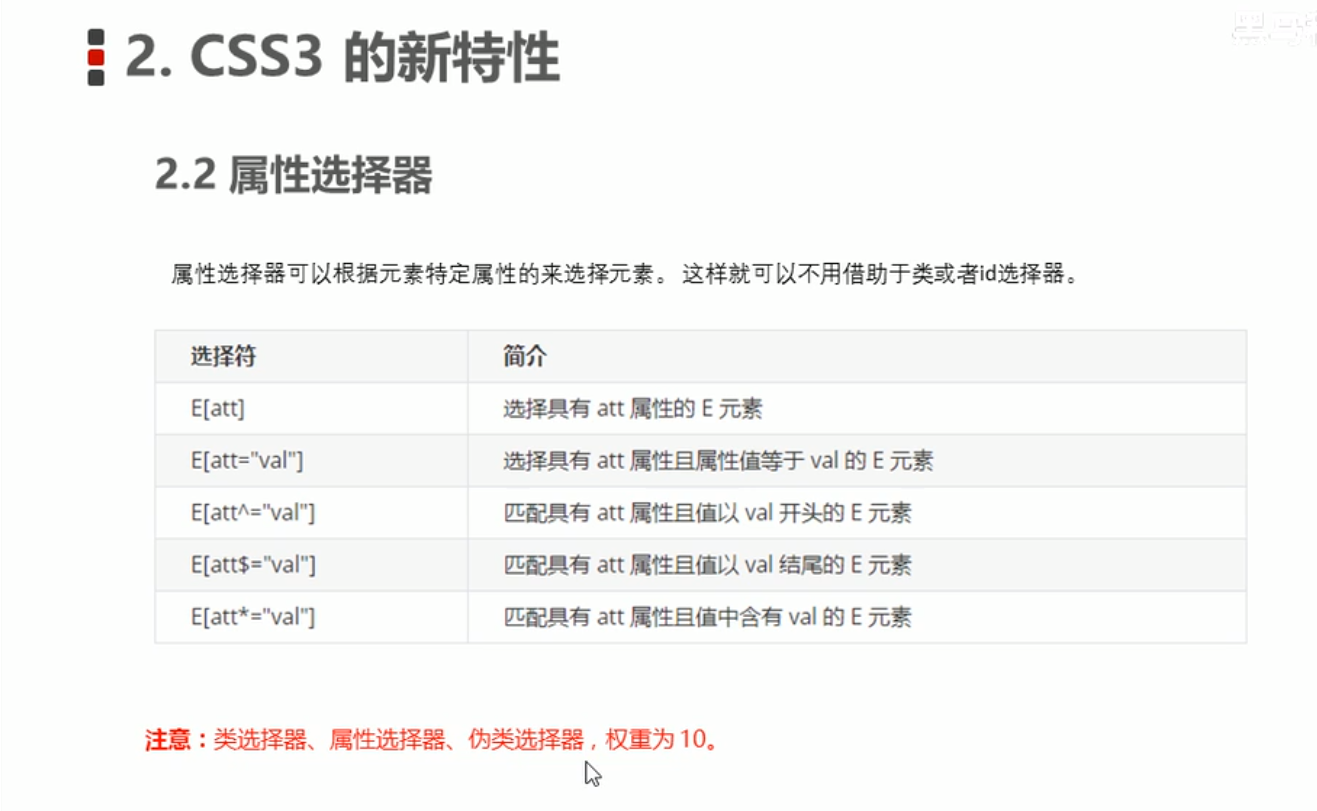 2. CSS3 的新特性
2.2 属性选择器
属性选择器可以根据元素特定属性的来选择元素。 这样就可以不用借助于类或者id选择器。
选择符 简介
E[att] 选择具有 att 属性的 E 元素
E[att="val"] 选择具有 att 属性且属性值等于 val 的 E 元素
E[att^="val"] 匹配具有 att 属性且值以 val 开头的 E 元素
E[att$="val"] 匹配具有 att 属性且值以 val 结尾的 E 元素
E[att*="val"] 匹配具有 att 属性且值中含有 val 的 E 元素
注意：类选择器、属性选择器、伪类选择器，权重为 10。